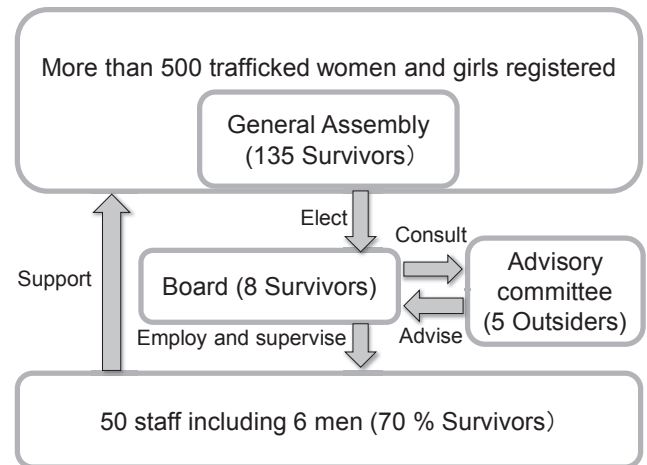 More than 500 trafficked women and girls registered
General Assembly
(135 Survivors）
Elect
Consult
Support
Board (8 Survivors)
Advisory
committee
(5 Outsiders)
Employ and supervise
Advise
50 staff including 6 men (70 % Survivors）